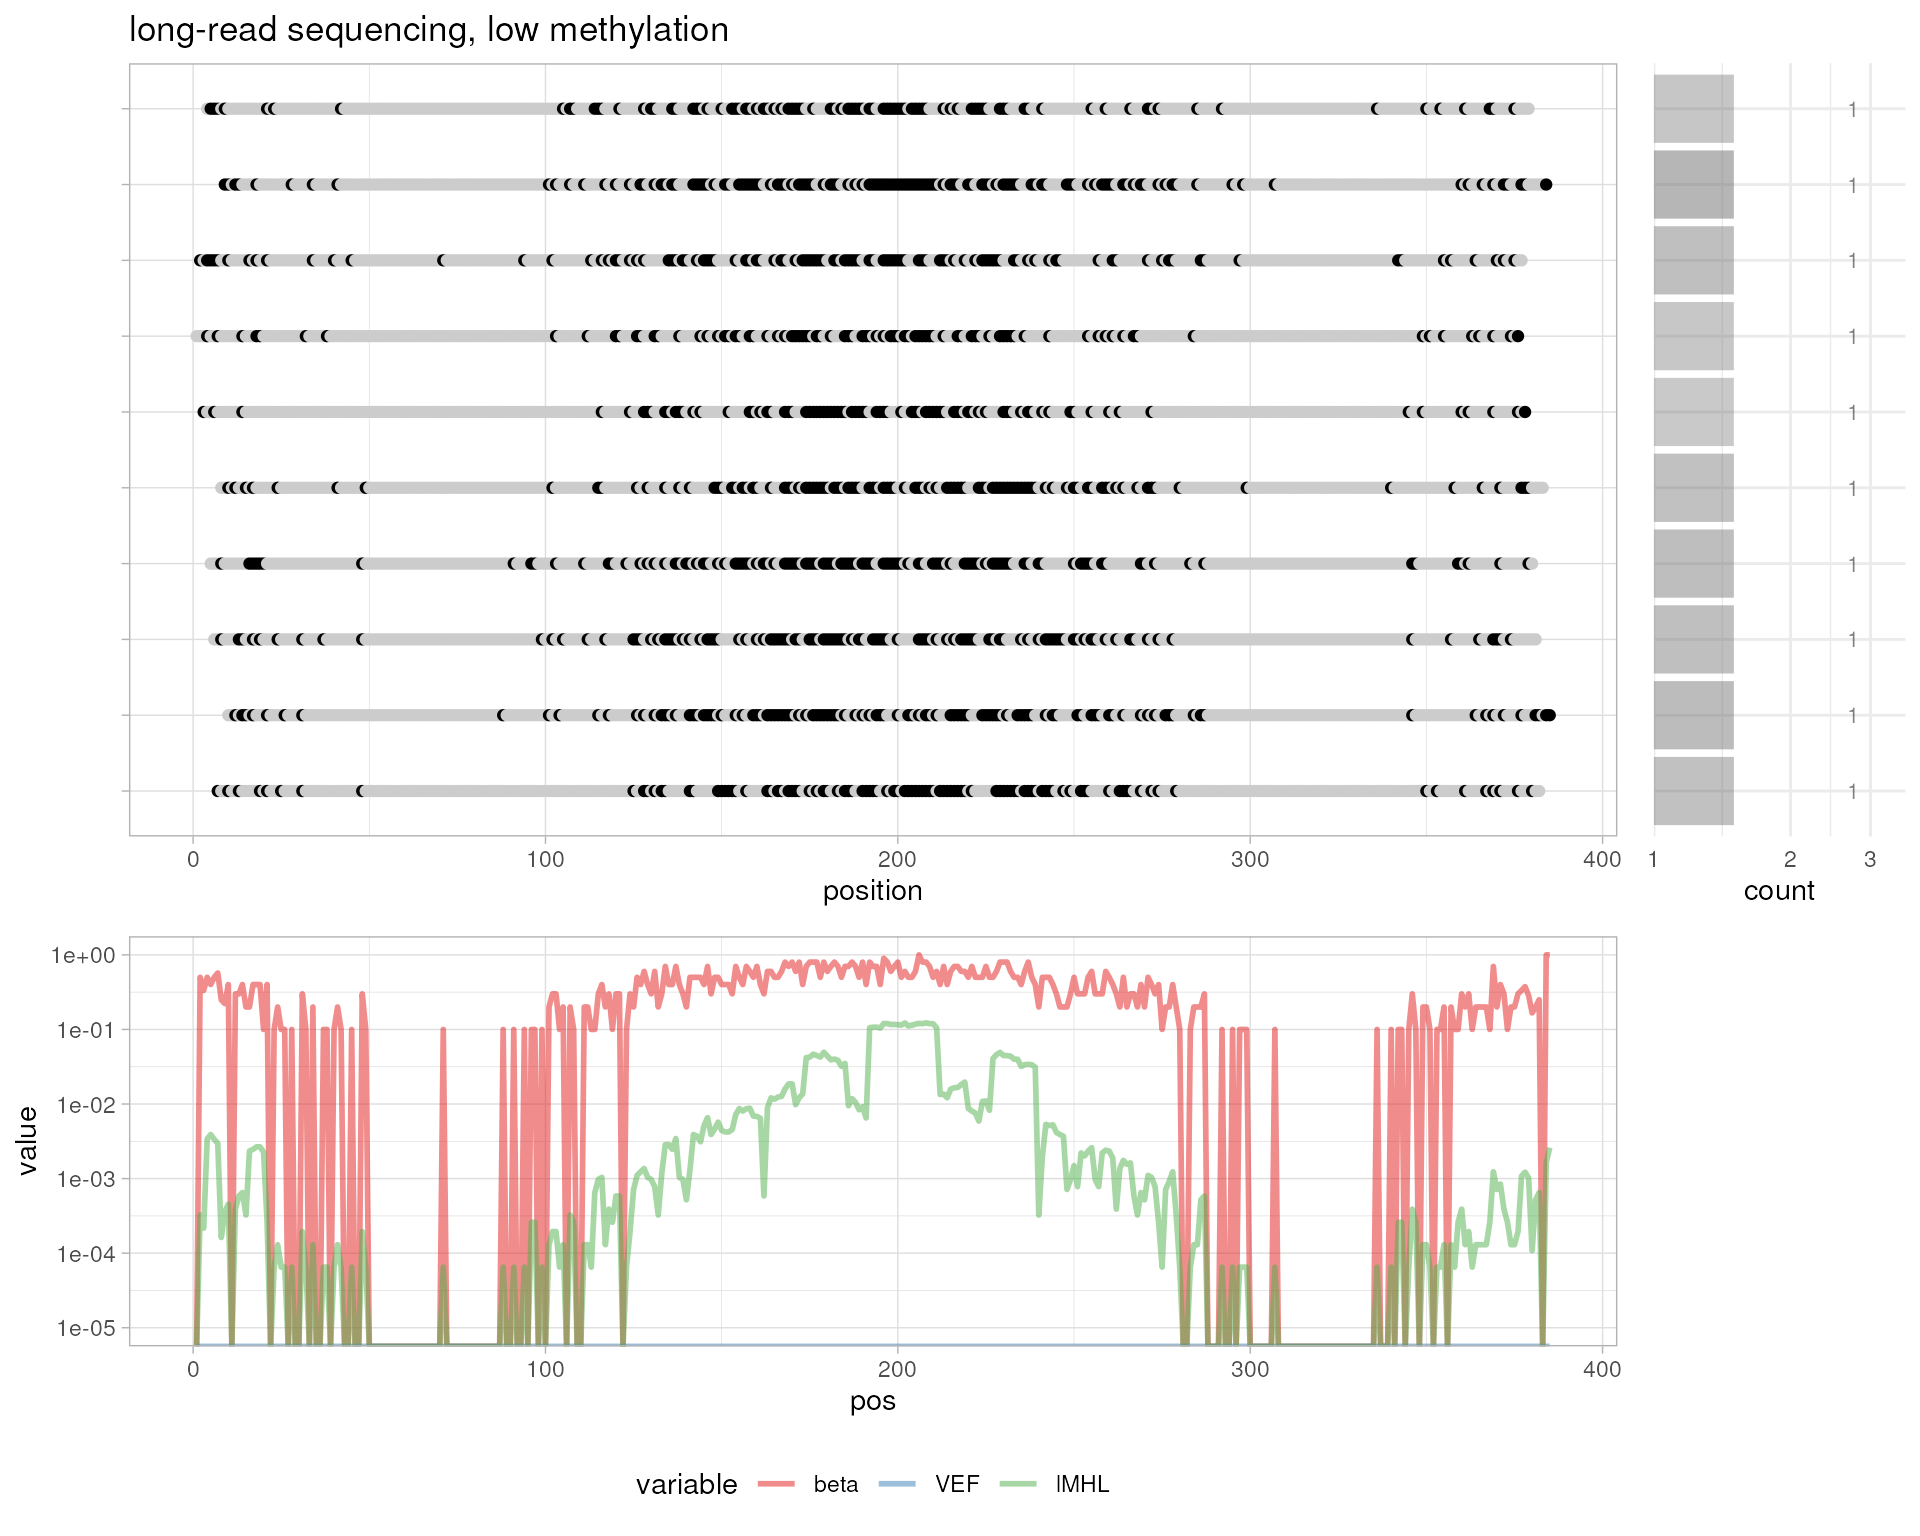 long-read sequencing, low methylation
1
1
1
1
1
1
1
1
1
1
0 100 200 300 400 1 2 3
position count
1e+00
1e-01
1e-02
1e-03
1e-04
1e-05
value
0 100 200 300 400
pos
variable beta VEF lMHL